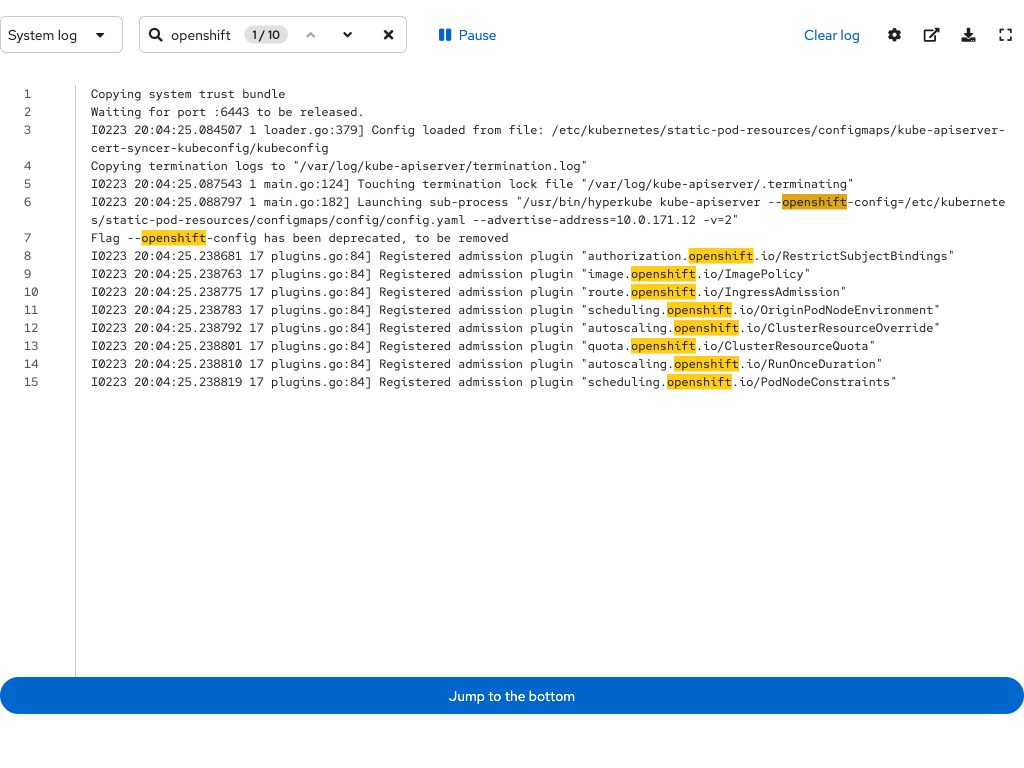 System log openshift 1 / 10 Pause Clear log
1 Copying system trust bundle
2 Waiting for port :6443 to be released.
3 I0223 20:04:25.084507 1 loader.go:379] Config loaded from file: /etc/kubernetes/static-pod-resources/configmaps/kube-apiserver-
cert-syncer-kubeconfig/kubeconfig
4 Copying termination logs to "/var/log/kube-apiserver/termination.log"
5 I0223 20:04:25.087543 1 main.go:124] Touching termination lock file "/var/log/kube-apiserver/.terminating"
6 I0223 20:04:25.088797 1 main.go:182] Launching sub-process "/usr/bin/hyperkube kube-apiserver --openshift-config=/etc/kubernete
s/static-pod-resources/configmaps/config/config.yaml --advertise-address=10.0.171.12 -v=2"
7 Flag --openshift-config has been deprecated, to be removed
8 I0223 20:04:25.238681 17 plugins.go:84] Registered admission plugin "authorization.openshift.io/RestrictSubjectBindings"
9 I0223 20:04:25.238763 17 plugins.go:84] Registered admission plugin "image.openshift.io/ImagePolicy"
10 I0223 20:04:25.238775 17 plugins.go:84] Registered admission plugin "route.openshift.io/IngressAdmission"
11 I0223 20:04:25.238783 17 plugins.go:84] Registered admission plugin "scheduling.openshift.io/OriginPodNodeEnvironment"
12 I0223 20:04:25.238792 17 plugins.go:84] Registered admission plugin "autoscaling.openshift.io/ClusterResourceOverride"
13 I0223 20:04:25.238801 17 plugins.go:84] Registered admission plugin "quota.openshift.io/ClusterResourceQuota"
14 I0223 20:04:25.238810 17 plugins.go:84] Registered admission plugin "autoscaling.openshift.io/RunOnceDuration"
15 I0223 20:04:25.238819 17 plugins.go:84] Registered admission plugin "scheduling.openshift.io/PodNodeConstraints"
Jump to the bottom